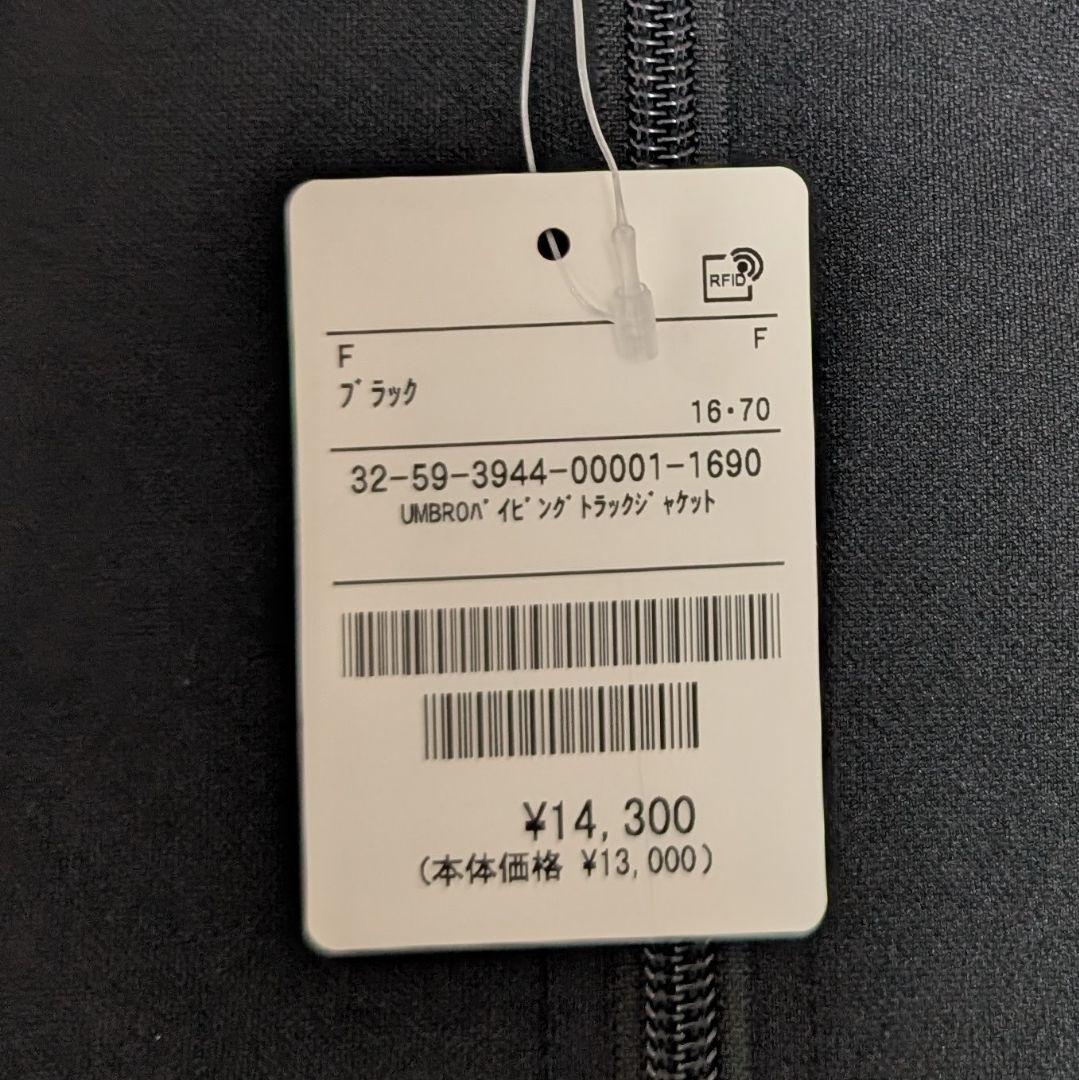 RFID
F F
ﾌﾞﾗｯｸ
16・70
32-59-3944-00001-1690
UMBROﾊﾟｲﾋﾟﾝｸﾞﾄﾗｯｸｼﾞｬｹｯﾄ
¥14,300
(本体価格 ¥13,000)